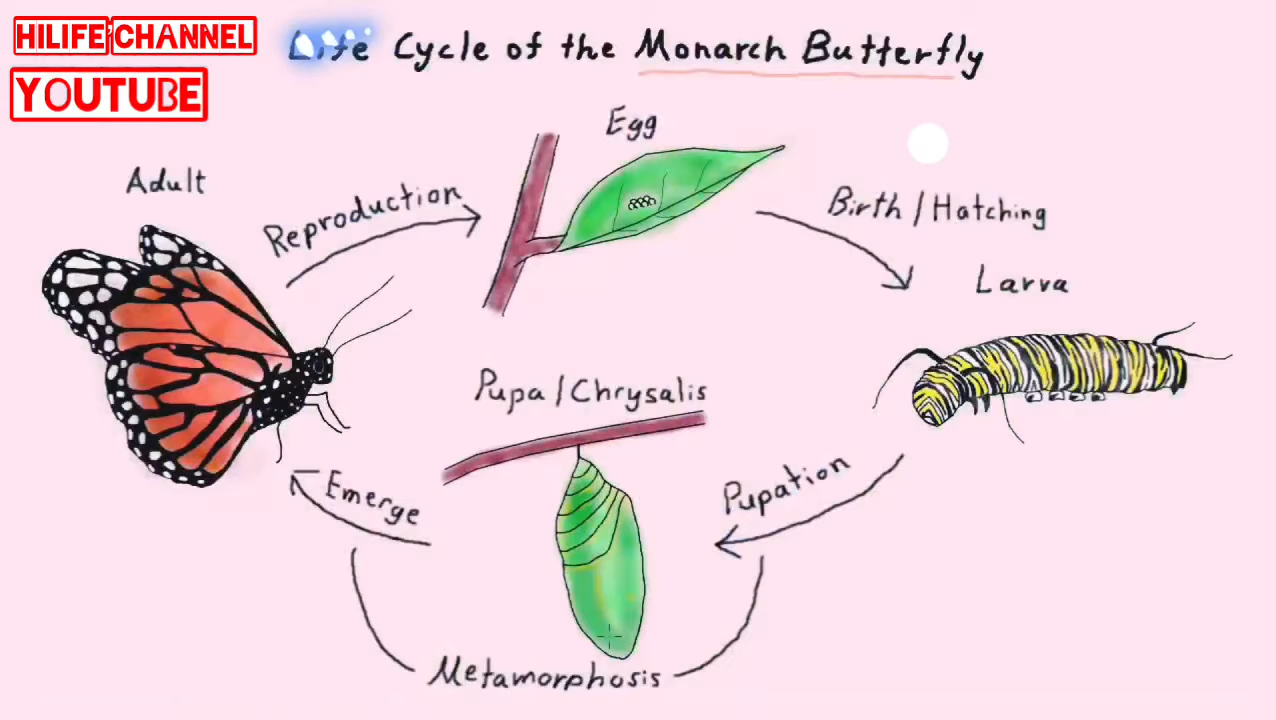 HILIFE CHANNEL
YOUTUBE
Life Cycle of the Monarch Butterfly
Egg
Adult
Reproduction
Birth / Hatching
Larva
Pupa / Chrysalis
Emerge
Pupation
Metamorphosis